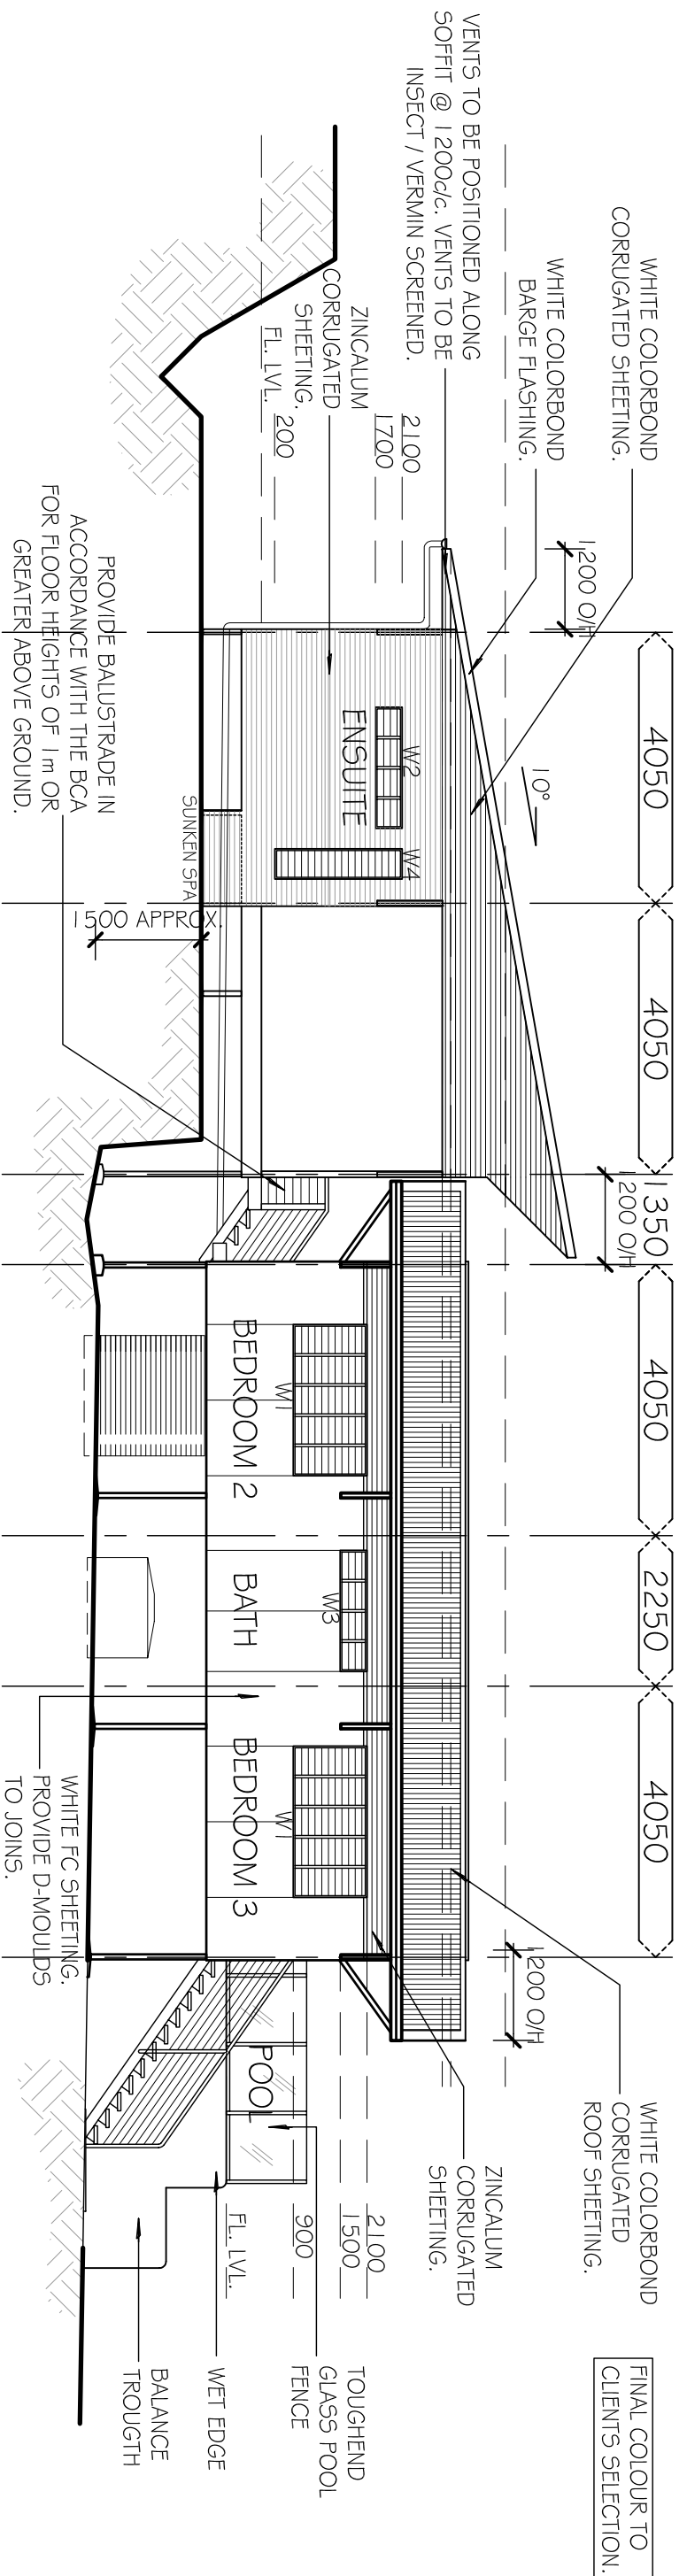 WHITE COLORBOND
CORRUGATED SHEETING.
WHITE COLORBOND
BARGE FLASHING.
VENTS TO BE POSITIONED ALONG
SOFFIT @ 1200c/c. VENTS TO BE
INSECT / VERMIN SCREENED.
ZINCALUM
CORRUGATED
SHEETING.
2100
1700
200
FL. LVL.
1200 O/H
4050
4050
1350
1200 O/H
4050
2250
4050
1200 O/H
10°
W2
W4
ENSUITE
SUNKEN SPA
1500 APPROX.
PROVIDE BALUSTRADE IN
ACCORDANCE WITH THE BCA
FOR FLOOR HEIGHTS OF 1m OR
GREATER ABOVE GROUND.
W1
BEDROOM 2
W3
BATH
W1
BEDROOM 3
WHITE FC SHEETING.
PROVIDE D-MOULDS
TO JOINS.
POOL
WHITE COLORBOND
CORRUGATED
ROOF SHEETING.
ZINCALUM
CORRUGATED
SHEETING.
2100
1500
900
FL. LVL.
TOUGHEND
GLASS POOL
FENCE
WET EDGE
BALANCE
TROUGTH
FINAL COLOUR TO
CLIENTS SELECTION.